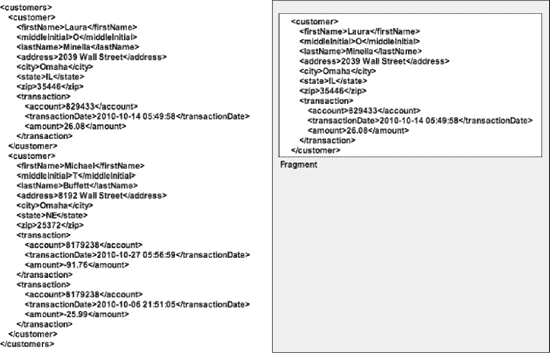 <customers>
<customer>
<firstName>Laura</firstName>
<middleInitial>O</middleInitial>
<lastName>Minella</lastName>
<address>2039 Wall Street</address>
<city>Omaha</city>
<state>IL</state>
<zip>35446</zip>
<transaction>
<account>829433</account>
<transactionDate>2010-10-14 05:49:58</transactionDate>
<amount>26.08</amount>
</transaction>
</customer>
<customer>
<firstName>Michael</firstName>
<middleInitial>T</middleInitial>
<lastName>Buffett</lastName>
<address>8192 Wall Street</address>
<city>Omaha</city>
<state>NE</state>
<zip>25372</zip>
<transaction>
<account>8179238</account>
<transactionDate>2010-10-27 05:56:59</transactionDate>
<amount>-91.76</amount>
</transaction>
<transaction>
<account>8179238</account>
<transactionDate>2010-10-06 21:51:05</transactionDate>
<amount>-25.99</amount>
</transaction>
</customer>
</customers>
<customer>
<firstName>Laura</firstName>
<middleInitial>O</middleInitial>
<lastName>Minella</lastName>
<address>2039 Wall Street</address>
<city>Omaha</city>
<state>IL</state>
<zip>35446</zip>
<transaction>
<account>829433</account>
<transactionDate>2010-10-14 05:49:58</transactionDate>
<amount>26.08</amount>
</transaction>
</customer>
Fragment